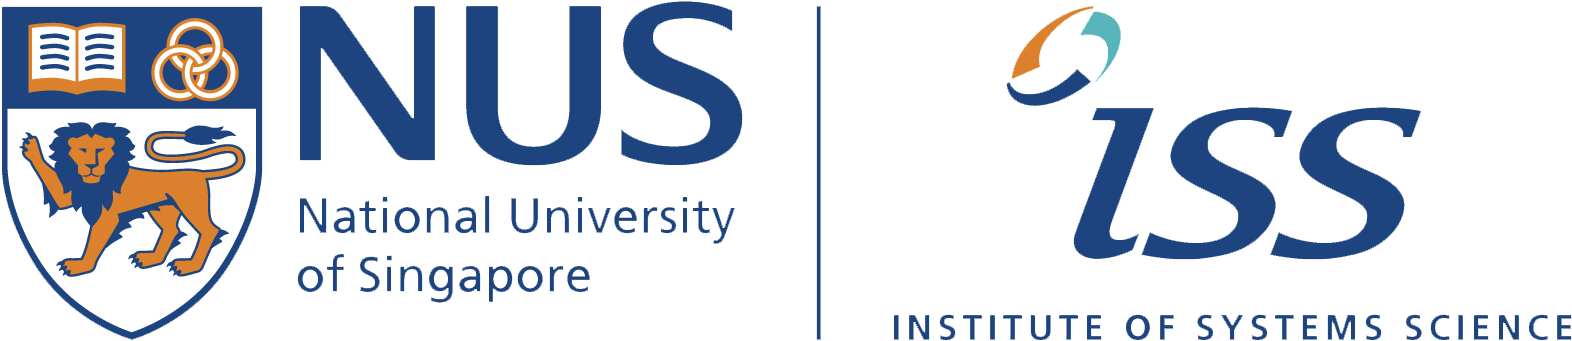 NUS
National University
of Singapore
iss
INSTITUTE OF SYSTEMS SCIENCE